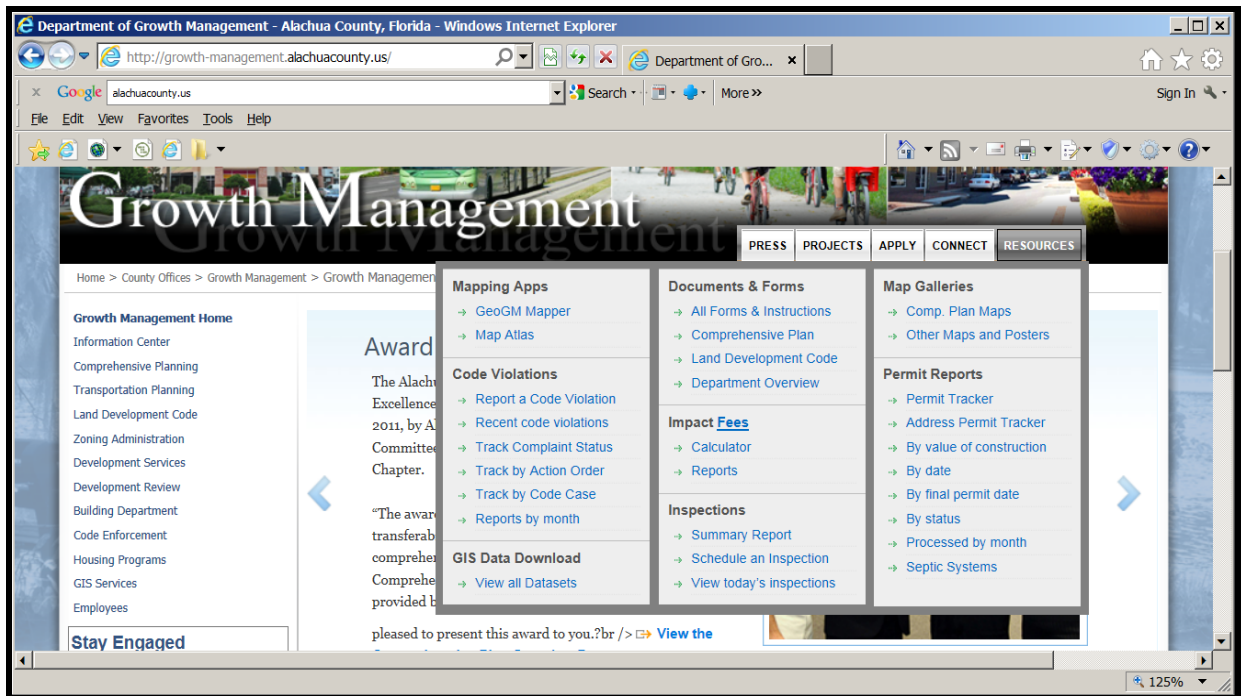 Department of Growth Management - Alachua County, Florida - Windows Internet Explorer
http://growth-management.alachuacounty.us/
Department of Gro...
x Google alachuacounty.us Search More >> Sign In
File Edit View Favorites Tools Help
Growth Management
Growth Management
PRESS PROJECTS APPLY CONNECT RESOURCES
Home > County Offices > Growth Management > Growth Managemen
Growth Management Home
Information Center
Comprehensive Planning
Transportation Planning
Land Development Code
Zoning Administration
Development Services
Development Review
Building Department
Code Enforcement
Housing Programs
GIS Services
Employees
Stay Engaged
Award
The Alach
Excellence
2011, by A
Committee
Chapter.
“The awar
transferab
comprehe
Comprehe
provided b
pleased to present this award to you.?br /> View the
Mapping Apps
GeoGM Mapper
Map Atlas
Code Violations
Report a Code Violation
Recent code violations
Track Complaint Status
Track by Action Order
Track by Code Case
Reports by month
GIS Data Download
View all Datasets
Documents & Forms
All Forms & Instructions
Comprehensive Plan
Land Development Code
Department Overview
Impact Fees
Calculator
Reports
Inspections
Summary Report
Schedule an Inspection
View today's inspections
Map Galleries
Comp. Plan Maps
Other Maps and Posters
Permit Reports
Permit Tracker
Address Permit Tracker
By value of construction
By date
By final permit date
By status
Processed by month
Septic Systems
125%